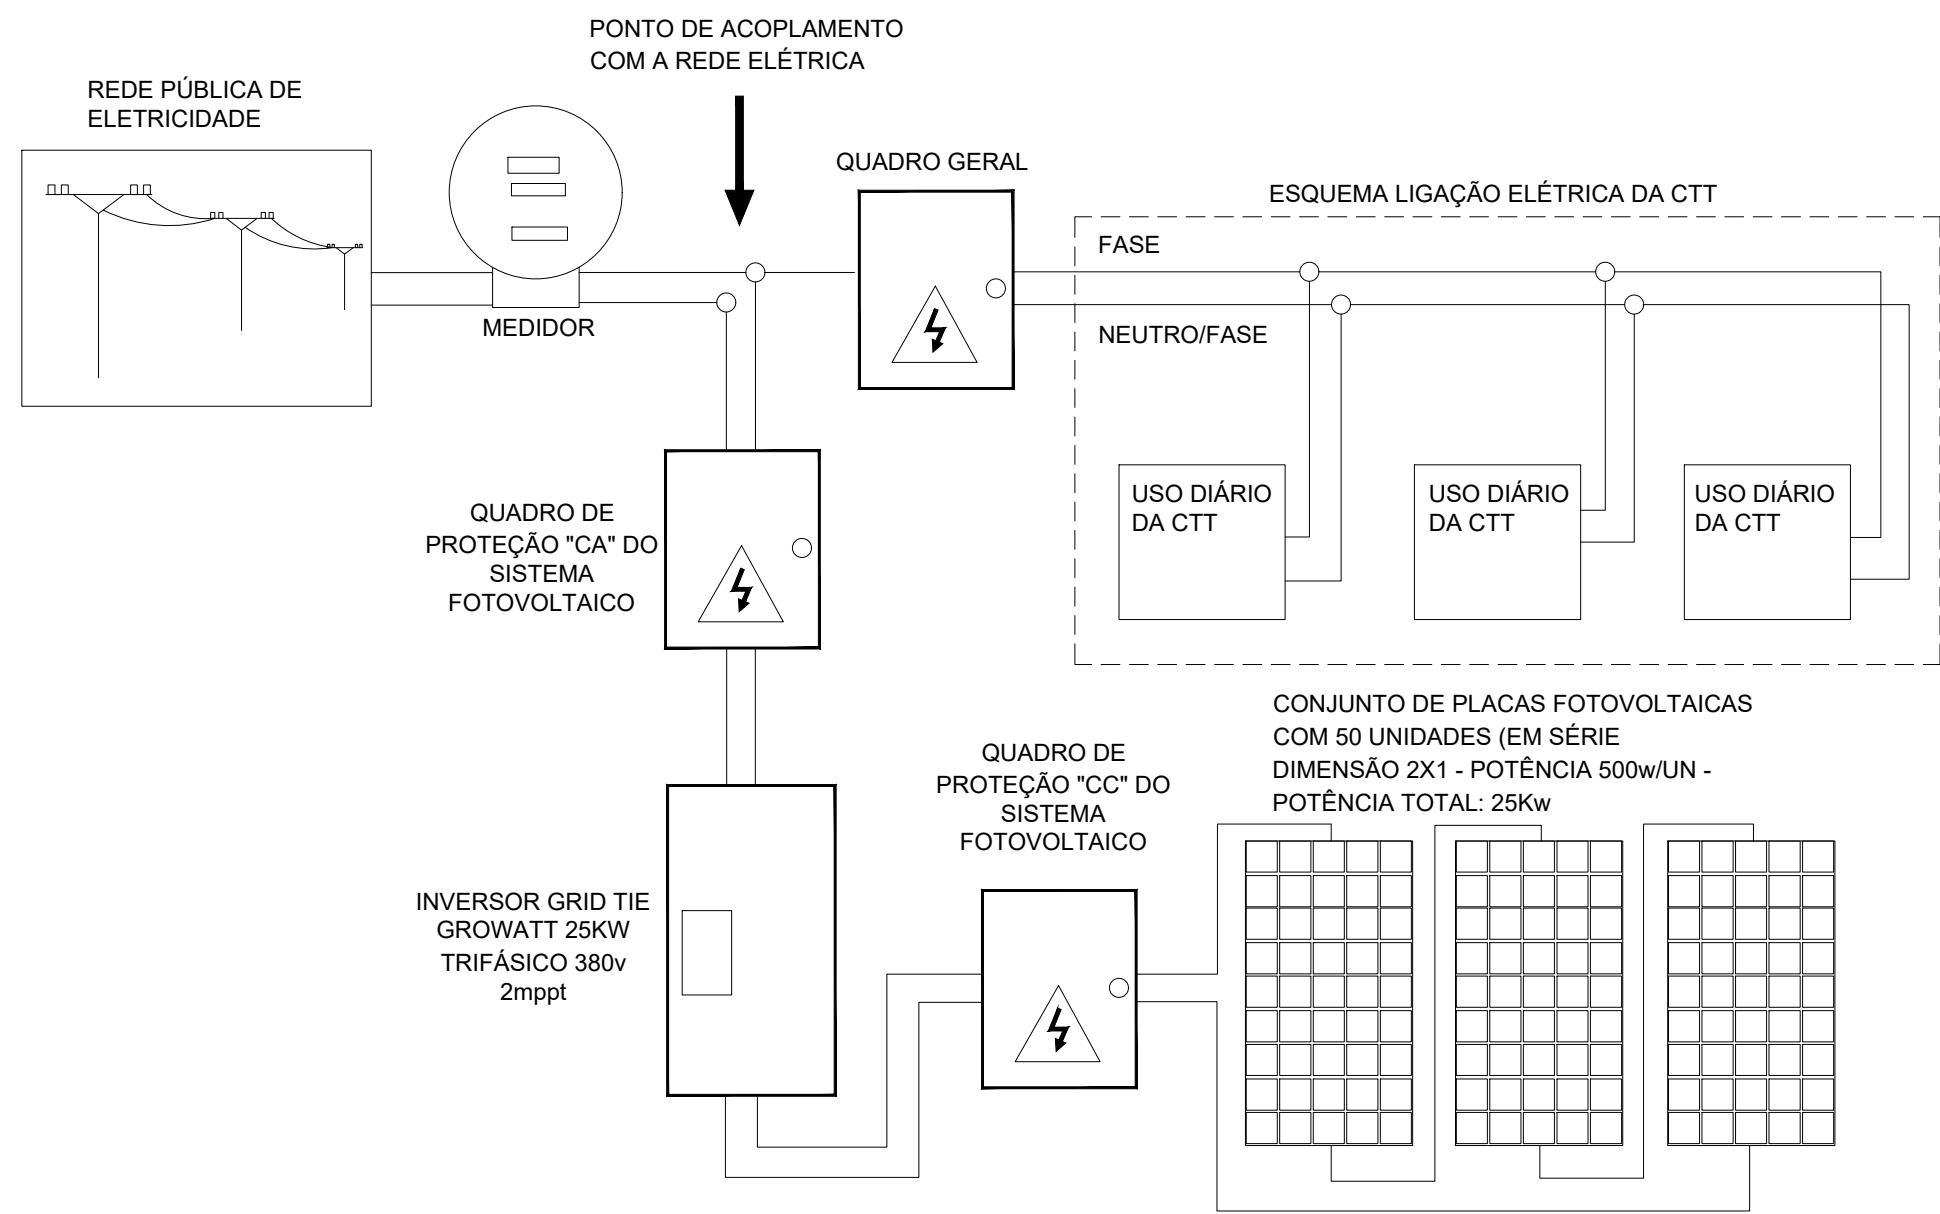 PONTO DE ACOPLAMENTO
COM A REDE ELÉTRICA
REDE PÚBLICA DE
ELETRICIDADE
MEDIDOR
QUADRO GERAL
ESQUEMA LIGAÇÃO ELÉTRICA DA CTT
FASE
NEUTRO/FASE
USO DIÁRIO
DA CTT
USO DIÁRIO
DA CTT
USO DIÁRIO
DA CTT
QUADRO DE
PROTEÇÃO "CA" DO
SISTEMA
FOTOVOLTAICO
CONJUNTO DE PLACAS FOTOVOLTAICAS
COM 50 UNIDADES (EM SÉRIE
DIMENSÃO 2X1 - POTÊNCIA 500w/UN -
POTÊNCIA TOTAL: 25Kw
QUADRO DE
PROTEÇÃO "CC" DO
SISTEMA
FOTOVOLTAICO
INVERSOR GRID TIE
GROWATT 25KW
TRIFÁSICO 380v
2mppt